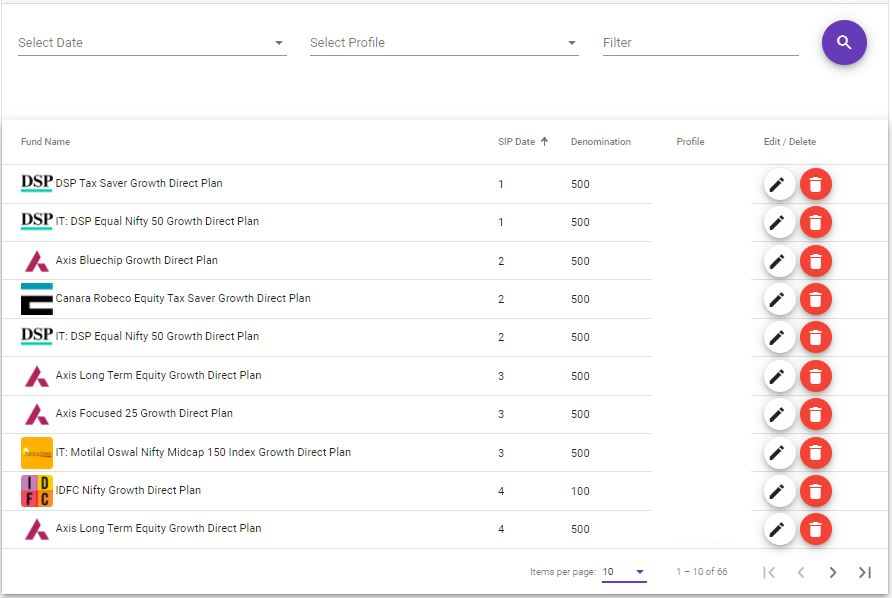 Select Date Select Profile Filter
Fund Name SIP Date Denomination Profile Edit / Delete
DSP DSP Tax Saver Growth Direct Plan 1 500
DSP IT: DSP Equal Nifty 50 Growth Direct Plan 1 500
Axis Bluechip Growth Direct Plan 2 500
Canara Robeco Equity Tax Saver Growth Direct Plan 2 500
DSP IT: DSP Equal Nifty 50 Growth Direct Plan 2 500
Axis Long Term Equity Growth Direct Plan 3 500
Axis Focused 25 Growth Direct Plan 3 500
IT: Motilal Oswal Nifty Midcap 150 Index Growth Direct Plan 3 500
IDFC IDFC Nifty Growth Direct Plan 4 100
Axis Long Term Equity Growth Direct Plan 4 500
Items per page: 10 1 – 10 of 66